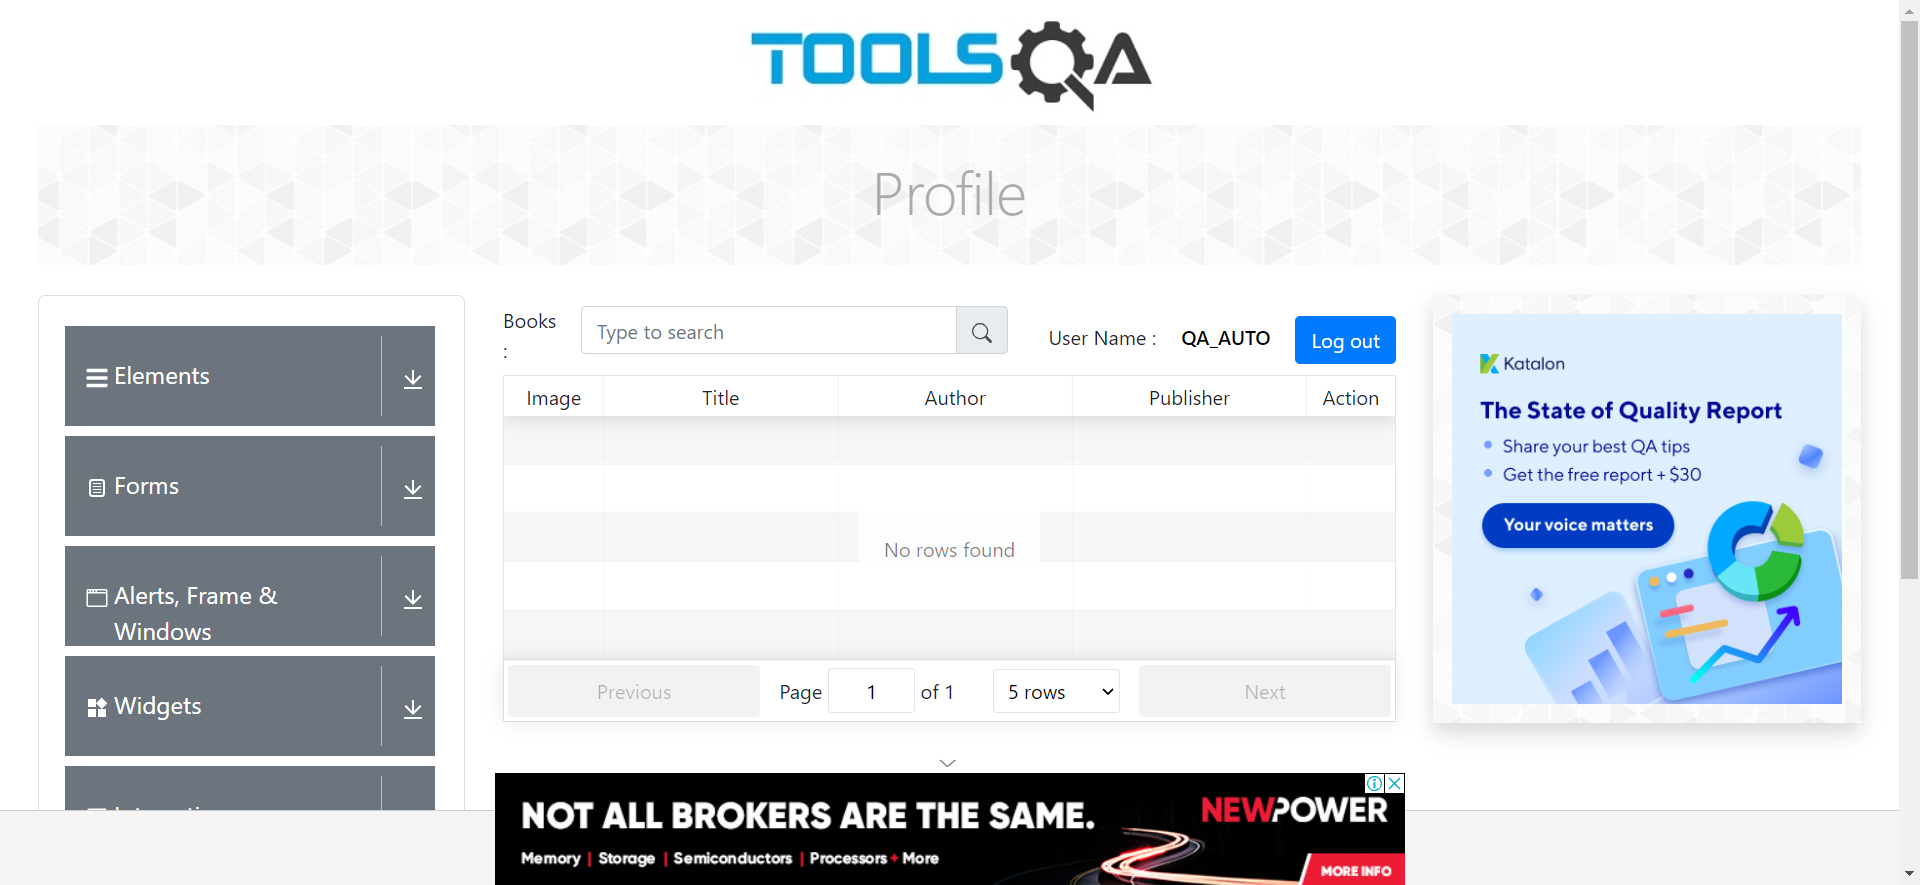 TOOLSQA
Profile
Elements
Forms
Alerts, Frame &
Windows
Widgets
Books
:
Type to search
User Name :
QA_AUTO
Log out
Image
Title
Author
Publisher
Action
No rows found
Previous
Page
1
of 1
5 rows
Next
Katalon
The State of Quality Report
Share your best QA tips
Get the free report + $30
Your voice matters
NOT ALL BROKERS ARE THE SAME.
Memory | Storage | Semiconductors | Processors + More
NEWPOWER
MORE INFO